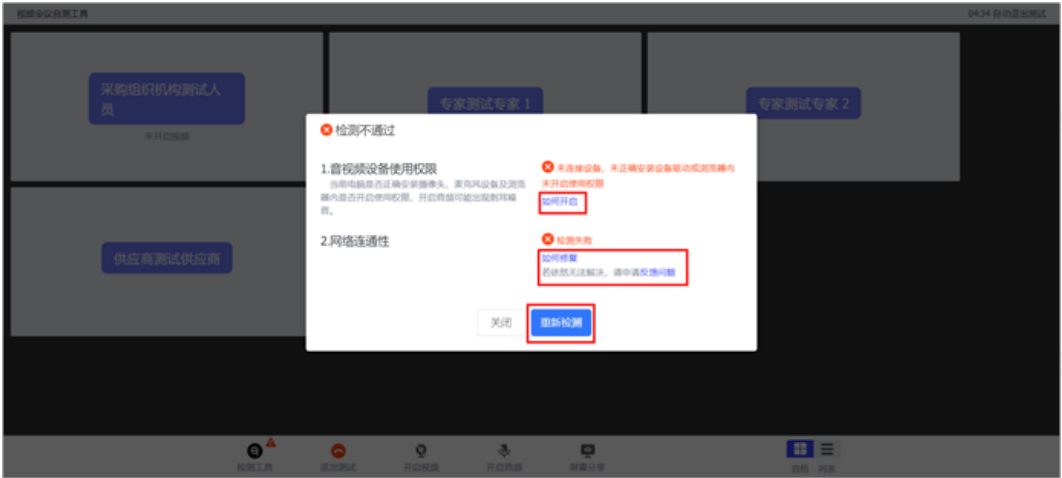 视频会议自测工具
04:34 自动退出测试
采购组织机构测试人
员
未开启视频
专家测试专家 1
专家测试专家 2
供应商测试供应商
检测不通过
1.音视频设备使用权限
当前电脑是否正确安装摄像头、麦克风设备及浏览
器内是否开启使用权限，开启音频可能出现刺耳噪
音。
未连接设备，未正确安装设备驱动或浏览器内
未开启使用权限
如何开启
2.网络连通性
检测失败
如何修复
若依然无法解决，请申请反馈问题
关闭
重新检测
检测工具
退出测试
开启视频
开启音频
屏幕分享
宫格
列表